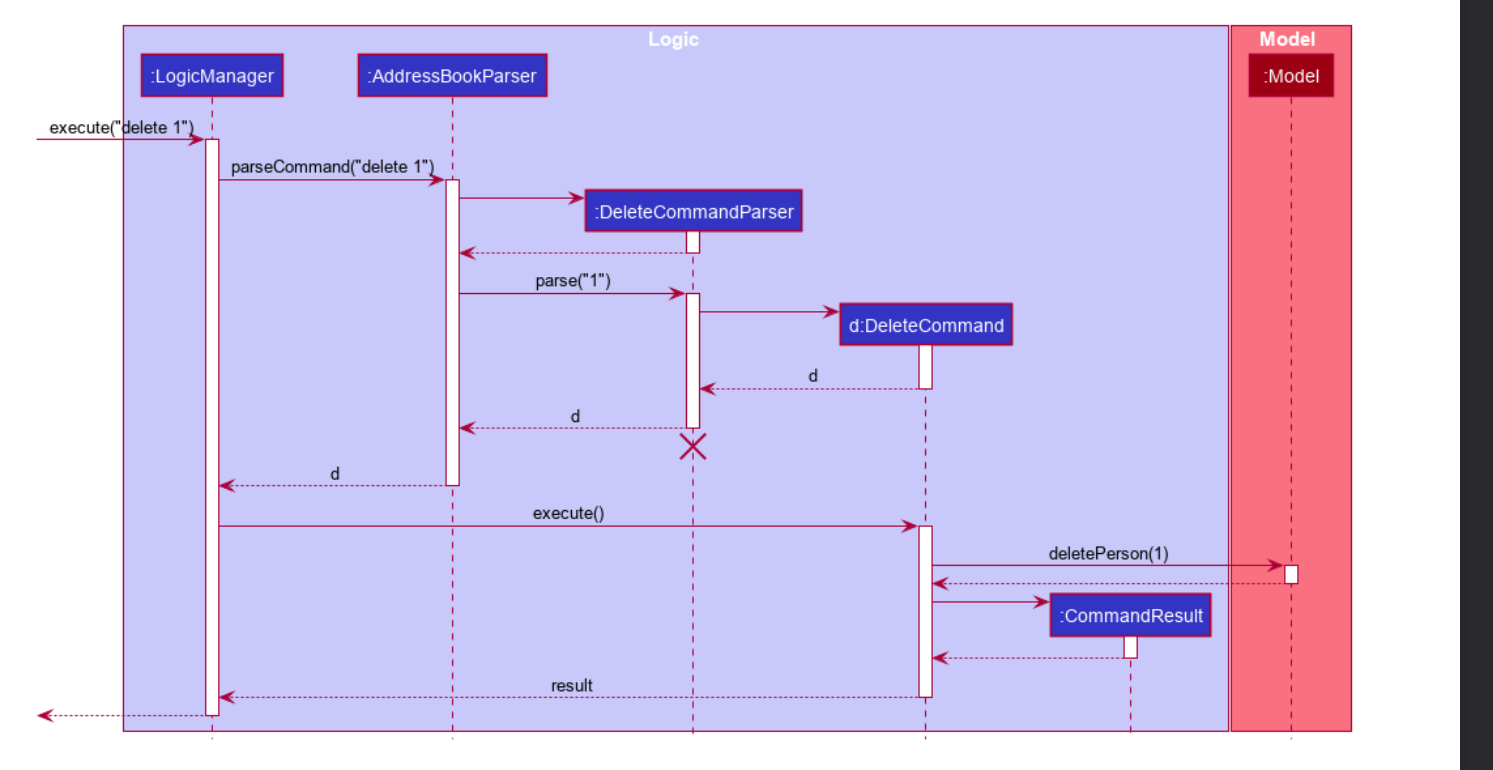 Logic
Model
:LogicManager
:AddressBookParser
:Model
execute("delete 1")
parseCommand("delete 1")
:DeleteCommandParser
parse("1")
d:DeleteCommand
d
d
d
execute()
deletePerson(1)
:CommandResult
result